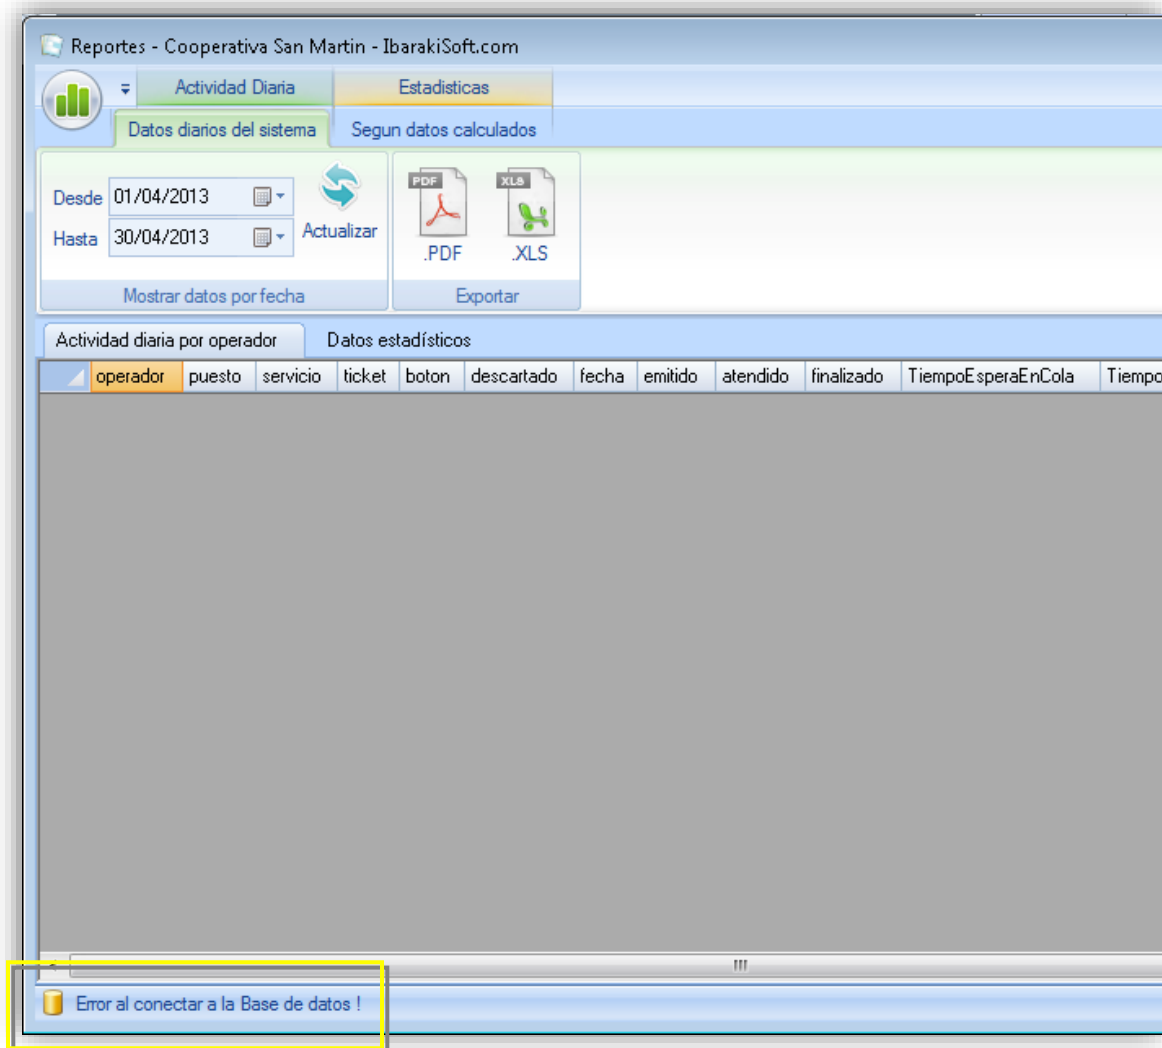 Reportes - Cooperativa San Martin - IbarakiSoft.com
Actividad Diaria Estadisticas
Datos diarios del sistema Segun datos calculados
Desde 01/04/2013
Hasta 30/04/2013
Actualizar
PDF XLS
.PDF .XLS
Mostrar datos por fecha Exportar
Actividad diaria por operador Datos estadísticos
operador puesto servicio ticket boton descartado fecha emitido atendido finalizado TiempoEsperaEnCola Tiempo
Error al conectar a la Base de datos !